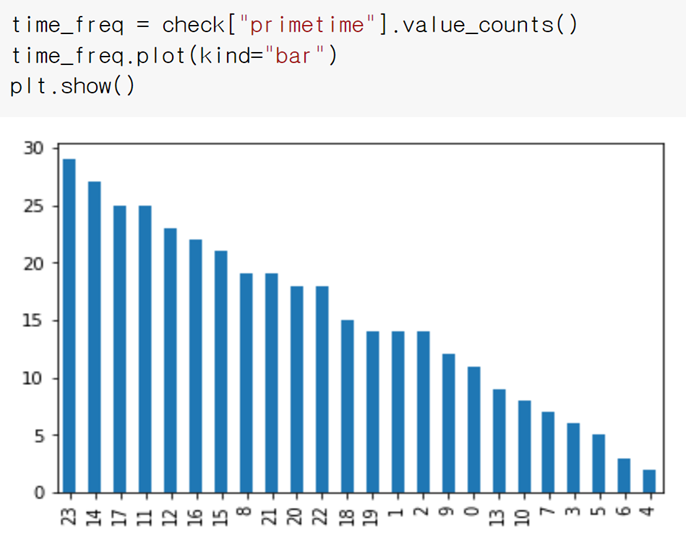 time_freq = check["primetime"].value_counts()
time_freq.plot(kind="bar")
plt.show()
30
25
20
15
10
5
0
23 14 17 11 12 16 15 8 21 20 22 18 19 1 2 9 0 13 10 7 3 5 6 4